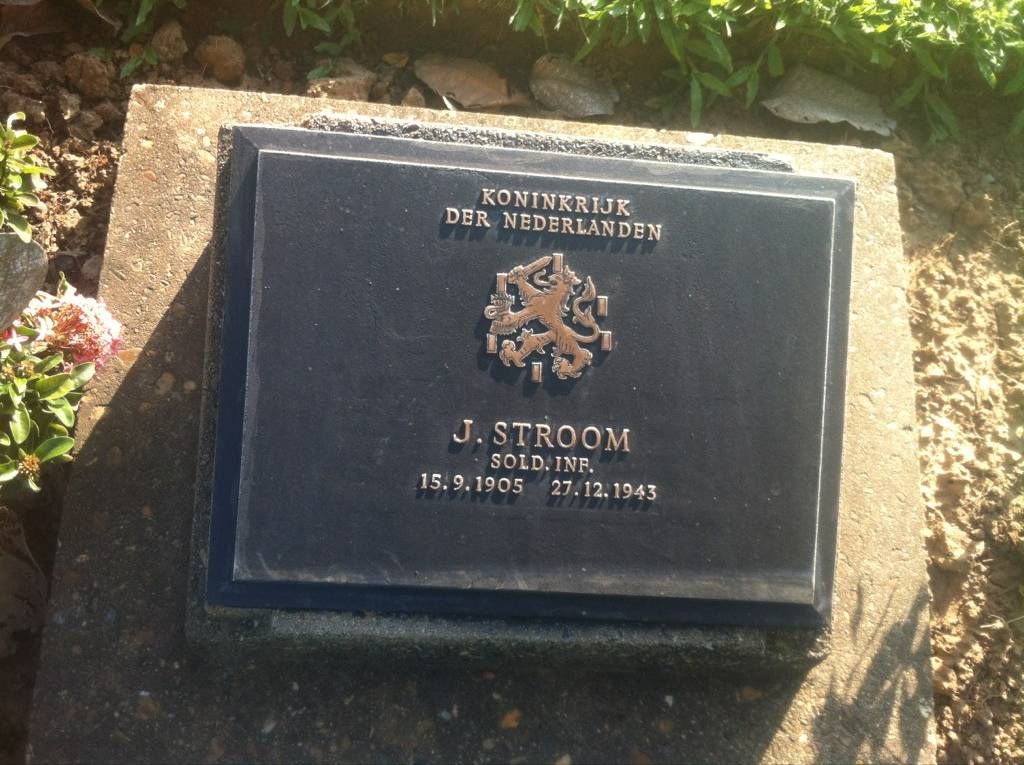 KONINKRIJK
DER NEDERLANDEN
J. STROOM
SOLD. INF.
15.9.1905 27.12.1943